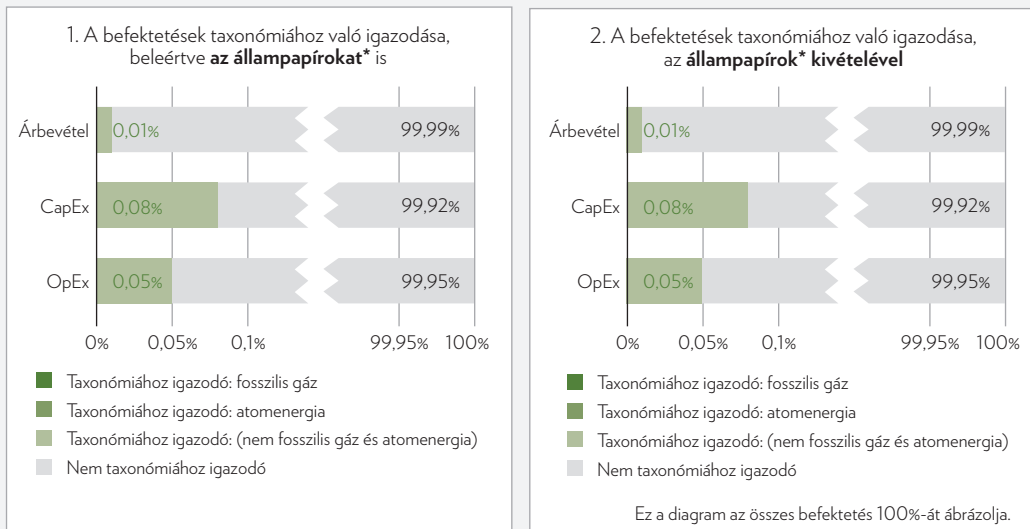 1. A befektetések taxonómiához való igazodása,
beleértve az állampapírokat* is
Árbevétel 0,01% 99,99%
CapEx 0,08% 99,92%
OpEx 0,05% 99,95%
0% 0,05% 0,1% 99,95% 100%
Taxonómiához igazodó: fosszilis gáz
Taxonómiához igazodó: atomenergia
Taxonómiához igazodó: (nem fosszilis gáz és atomenergia)
Nem taxonómiához igazodó
2. A befektetések taxonómiához való igazodása,
az állampapírok* kivételével
Árbevétel 0,01% 99,99%
CapEx 0,08% 99,92%
OpEx 0,05% 99,95%
0% 0,05% 0,1% 99,95% 100%
Taxonómiához igazodó: fosszilis gáz
Taxonómiához igazodó: atomenergia
Taxonómiához igazodó: (nem fosszilis gáz és atomenergia)
Nem taxonómiához igazodó
Ez a diagram az összes befektetés 100%-át ábrázolja.